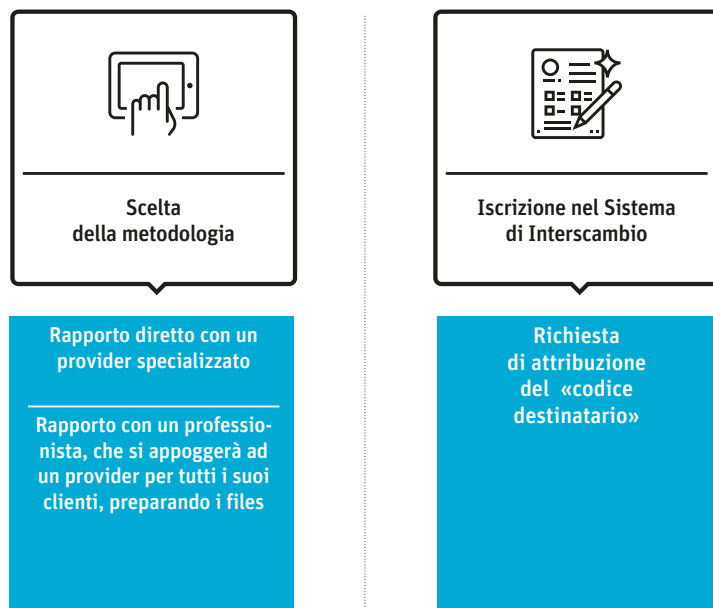 Scelta
della metodologia
Rapporto diretto con un
provider specializzato
Rapporto con un professio-
nista, che si appoggerà ad
un provider per tutti i suoi
clienti, preparando i files
Iscrizione nel Sistema
di Interscambio
Richiesta
di attribuzione
del «codice
destinatario»